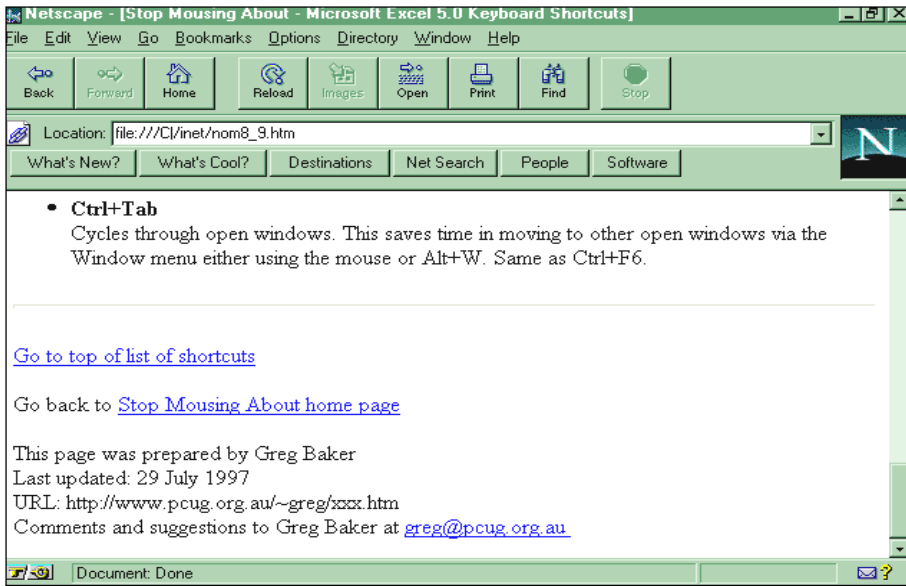 Netscape - [Stop Mousing About - Microsoft Excel 5.0 Keyboard Shortcuts]
File Edit View Go Bookmarks Options Directory Window Help
Back Forward Home Reload Images Open Print Find Stop
Location: file:///C|/inet/nom8_9.htm
N
What's New? What's Cool? Destinations Net Search People Software
• Ctrl+Tab
Cycles through open windows. This saves time in moving to other open windows via the
Window menu either using the mouse or Alt+W. Same as Ctrl+F6.
Go to top of list of shortcuts
Go back to Stop Mousing About home page
This page was prepared by Greg Baker
Last updated: 29 July 1997
URL: http://www.pcug.org.au/~greg/xxx.htm
Comments and suggestions to Greg Baker at greg@pcug.org.au
Document: Done
?